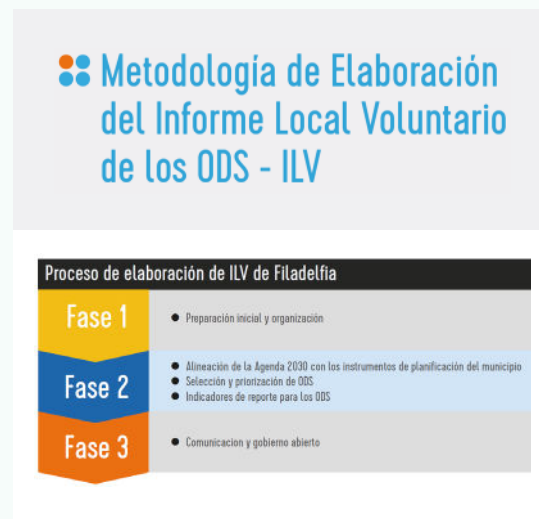 Metodología de Elaboración
del Informe Local Voluntario
de los ODS - ILV
Proceso de elaboración de ILV de Filadelfia
Fase 1
● Preparación inicial y organización
Fase 2
● Alineación de la Agenda 2030 con los instrumentos de planificación del municipio
● Selección y priorización de ODS
● Indicadores de reporte para los ODS
Fase 3
● Comunicacion y gobierno abierto